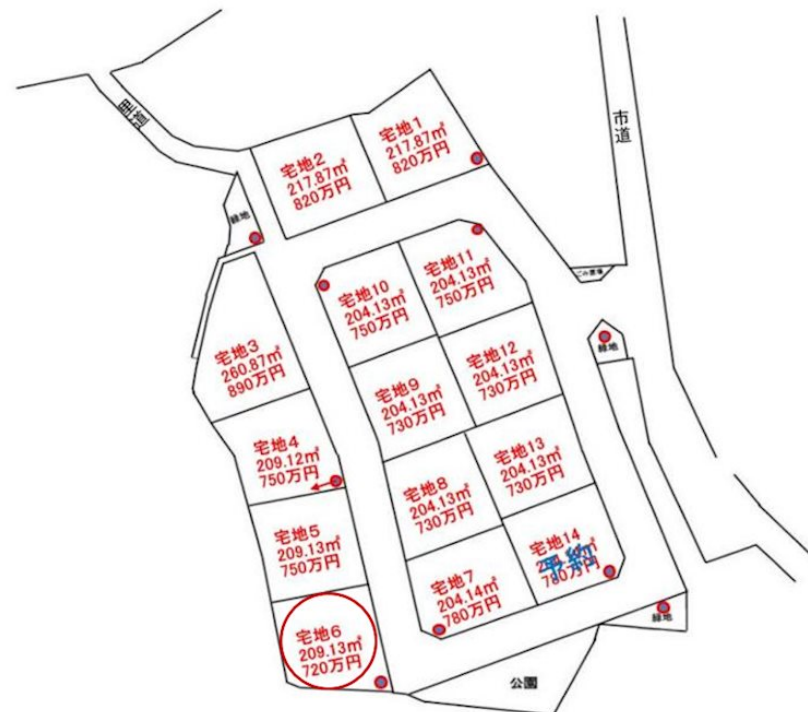 里道
市道
宅地1
217.87㎡
820万円
宅地2
217.87㎡
820万円
緑地
ごみ置場
宅地11
204.13㎡
750万円
宅地10
204.13㎡
750万円
緑地
宅地3
260.87㎡
890万円
宅地12
204.13㎡
730万円
宅地9
204.13㎡
730万円
宅地4
209.12㎡
750万円
宅地13
204.13㎡
730万円
宅地8
204.13㎡
730万円
宅地5
209.13㎡
750万円
宅地14
780万円
予約
宅地7
204.14㎡
780万円
宅地6
209.13㎡
720万円
緑地
公園